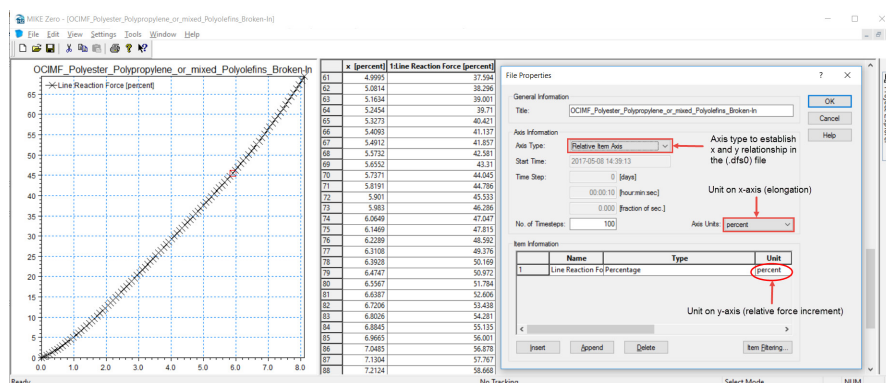 MIKE Zero - [OCIMF_Polyester_Polypropylene_or_mixed_Polyolefins_Broken-In]
File Edit View Settings Tools Window Help
OCIMF_Polyester_Polypropylene_or_mixed_Polyolefins_Broken-In
Line Reaction Force [percent]
65
60
55
50
45
40
35
30
25
20
15
10
5
0
0.0 1.0 2.0 3.0 4.0 5.0 6.0 7.0 8.0
x [percent] 1:Line Reaction Force [percent]
61 4.9995 37.594
62 5.0814 38.296
63 5.1634 39.001
64 5.2454 39.71
65 5.3273 40.421
66 5.4093 41.137
67 5.4912 41.857
68 5.5732 42.581
69 5.6552 43.31
70 5.7371 44.045
71 5.8191 44.786
72 5.901 45.533
73 5.983 46.286
74 6.0649 47.047
75 6.1469 47.815
76 6.2289 48.592
77 6.3108 49.376
78 6.3928 50.169
79 6.4747 50.972
80 6.5567 51.784
81 6.6387 52.606
82 6.7206 53.438
83 6.8026 54.281
84 6.8845 55.135
85 6.9665 56.001
86 7.0485 56.878
87 7.1304 57.767
88 7.2124 58.668
File Properties ? ×
General Information
Title: OCIMF_Polyester_Polypropylene_or_mixed_Polyolefins_Broken-In
OK
Cancel
Help
Axis Information
Axis Type: Relative Item Axis
Start Time: 2017-05-08 14:39:13
Time Step: 0 [days]
00:00:10 [hour:min:sec]
0.000 [fraction of sec.]
No. of Timesteps: 100
Axis Units: percent
Axis type to establish
x and y relationship in
the (.dfs0) file
Unit on x-axis (elongation)
Item Information
Name Type Unit
1 Line Reaction Fo Percentage percent
Unit on y-axis (relative force increment)
Insert Append Delete Item Filtering...
Ready No Tracking Select Mode NUM